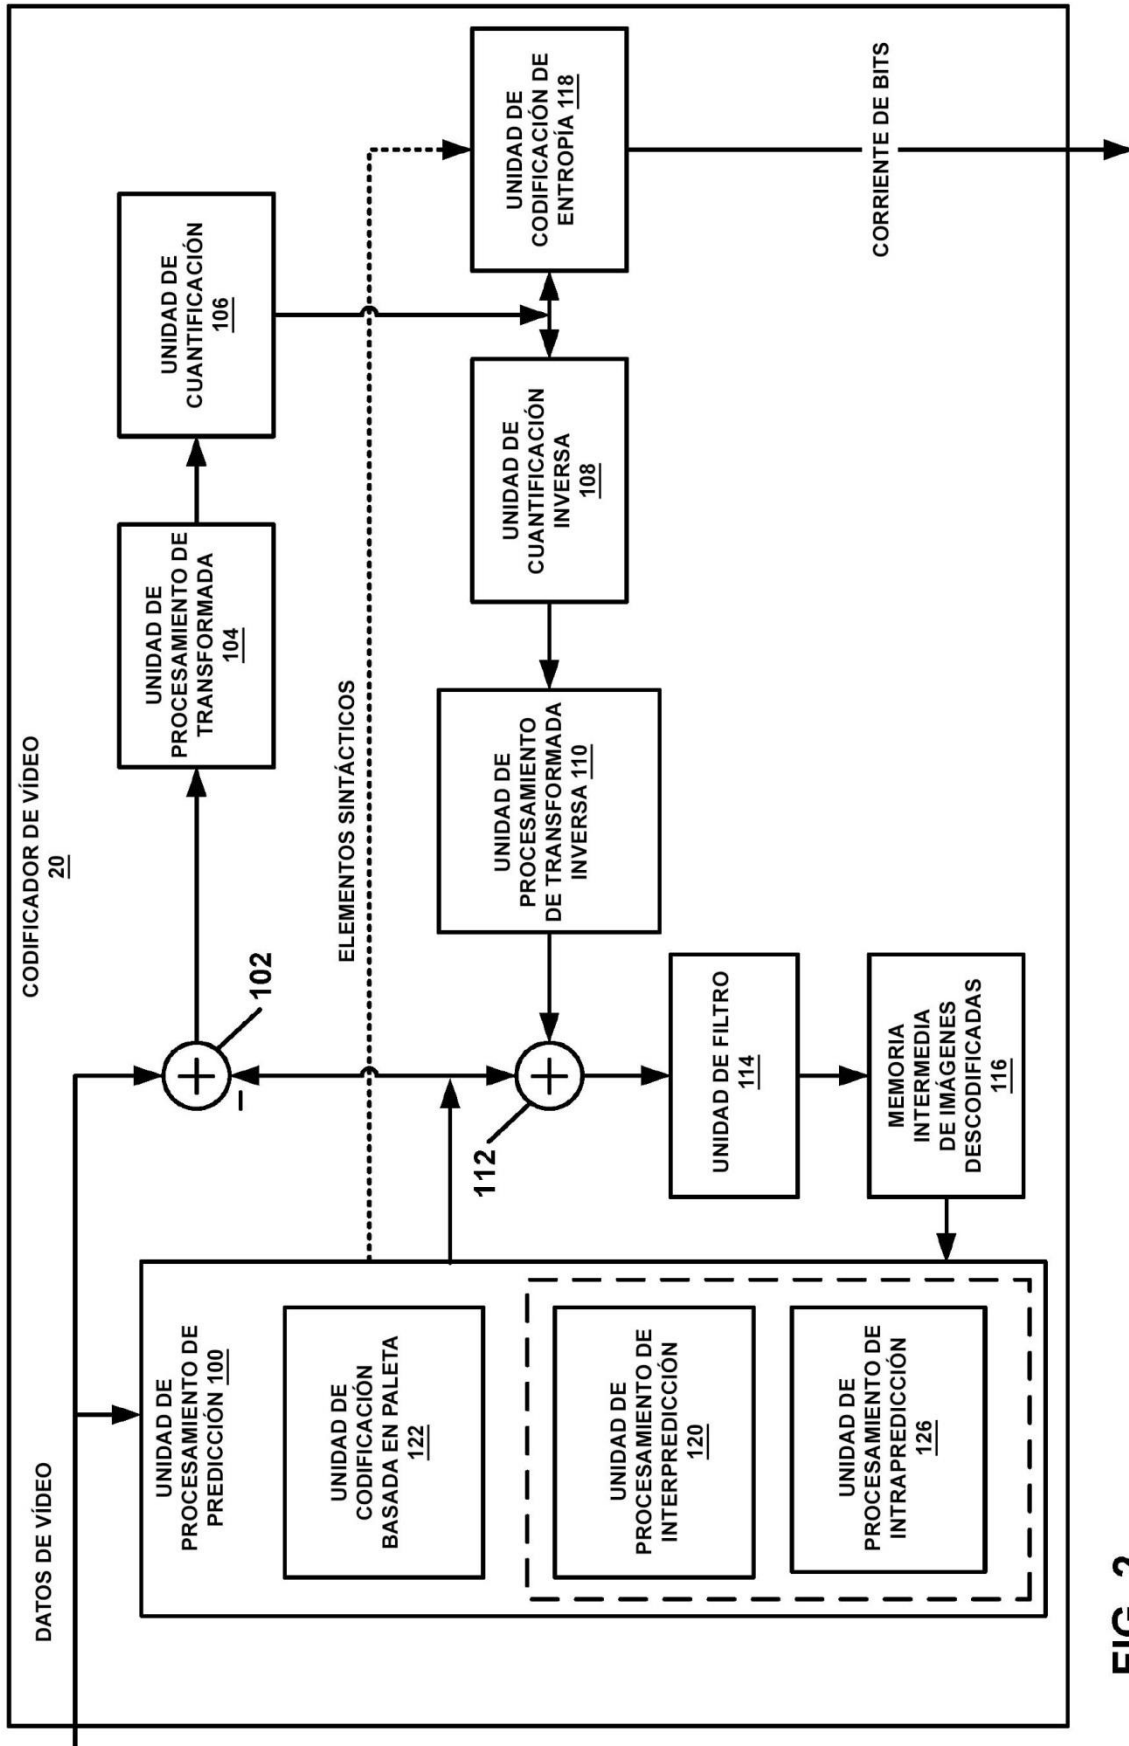 CODIFICADOR DE VÍDEO
20
DATOS DE VÍDEO
UNIDAD DE
PROCESAMIENTO DE
PREDICCIÓN 100
UNIDAD DE
CODIFICACIÓN
BASADA EN PALETA
122
UNIDAD DE
PROCESAMIENTO DE
INTERPREDICCIÓN
120
UNIDAD DE
PROCESAMIENTO DE
INTRAPREDICCIÓN
126
102
–
UNIDAD DE
PROCESAMIENTO DE
TRANSFORMADA
104
UNIDAD DE
CUANTIFICACIÓN
106
ELEMENTOS SINTÁCTICOS
112
UNIDAD DE
PROCESAMIENTO
DE TRANSFORMADA
INVERSA 110
UNIDAD DE
CUANTIFICACIÓN
INVERSA
108
UNIDAD DE
CODIFICACIÓN DE
ENTROPÍA 118
UNIDAD DE FILTRO
114
MEMORIA
INTERMEDIA
DE IMÁGENES
DESCODIFICADAS
116
CORRIENTE DE BITS
FIG. 2